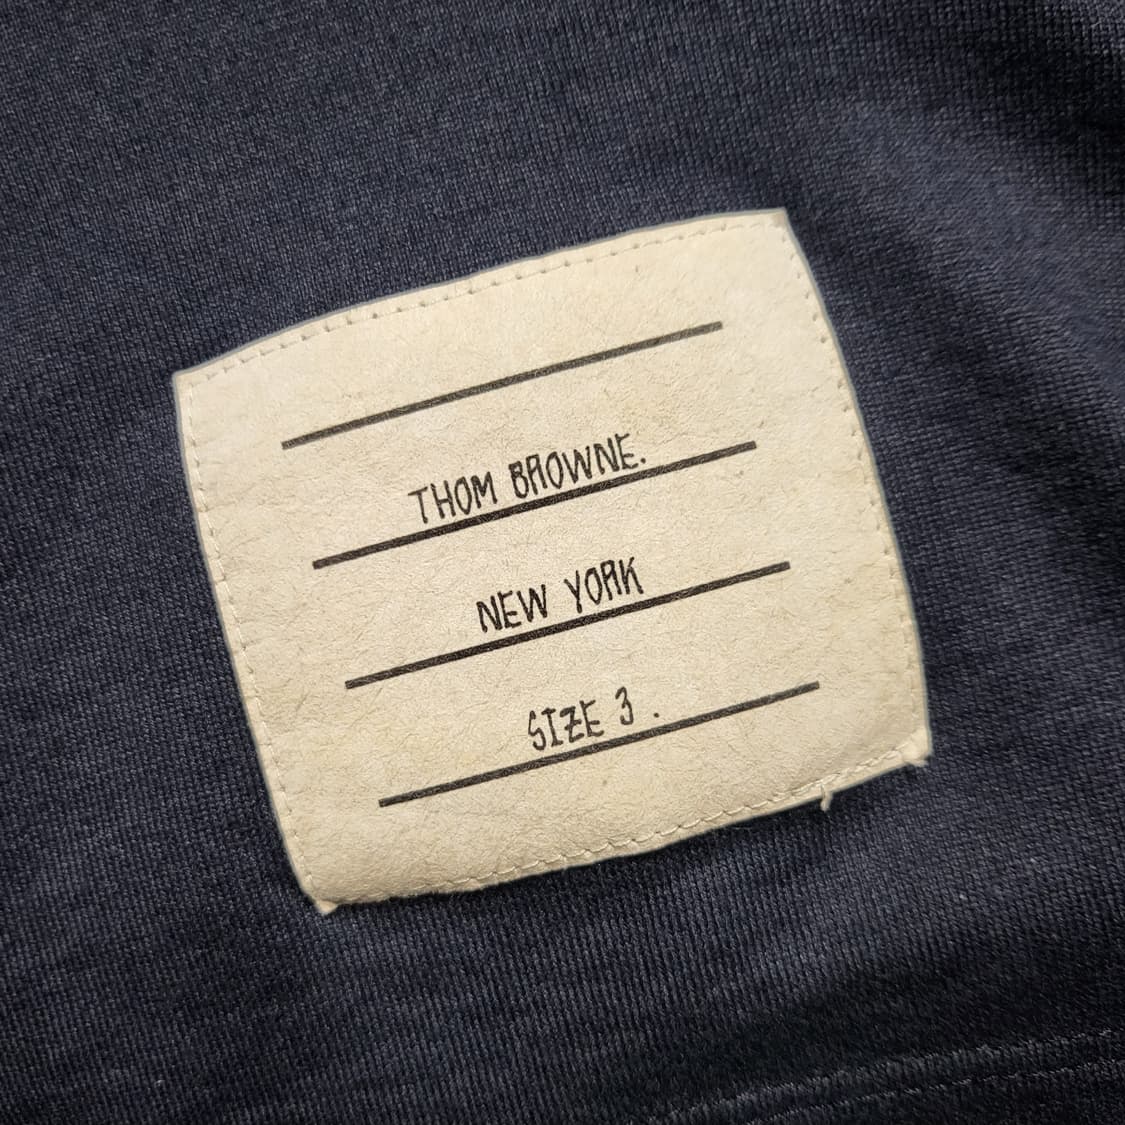 THOM BROWNE.
NEW YORK
SIZE 3 .